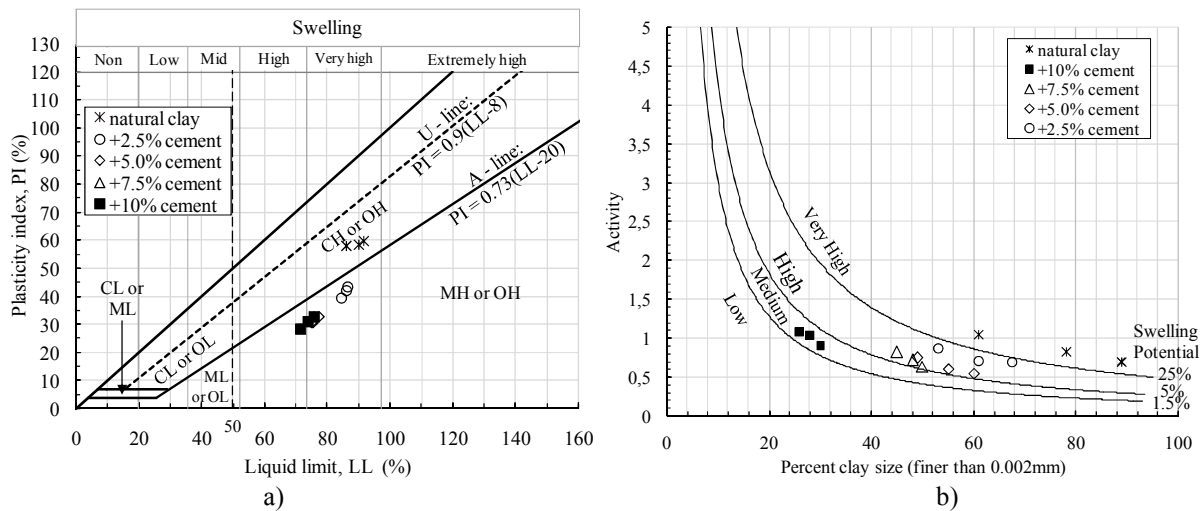 Swelling
Non Low Mid High Very high Extremely high
Plasticity index, PI (%)
130
120
110
100
90
80
70
60
50
40
30
20
10
0
natural clay
+2.5% cement
+5.0% cement
+7.5% cement
+10% cement
U - line:
PI = 0.9(LL-8)
A - line:
PI = 0.73(LL-20)
CH or OH
CL or
ML
CL or OL
MH or OH
ML
or OL
0 20 40 50 60 80 100 120 140 160
Liquid limit, LL (%)
a)
Activity
5
4,5
4
3,5
3
2,5
2
1,5
1
0,5
0
natural clay
+10% cement
+7.5% cement
+5.0% cement
+2.5% cement
Very High
High
Medium
Low
Swelling
Potential
25%
5%
1.5%
0 20 40 60 80 100
Percent clay size (finer than 0.002mm)
b)